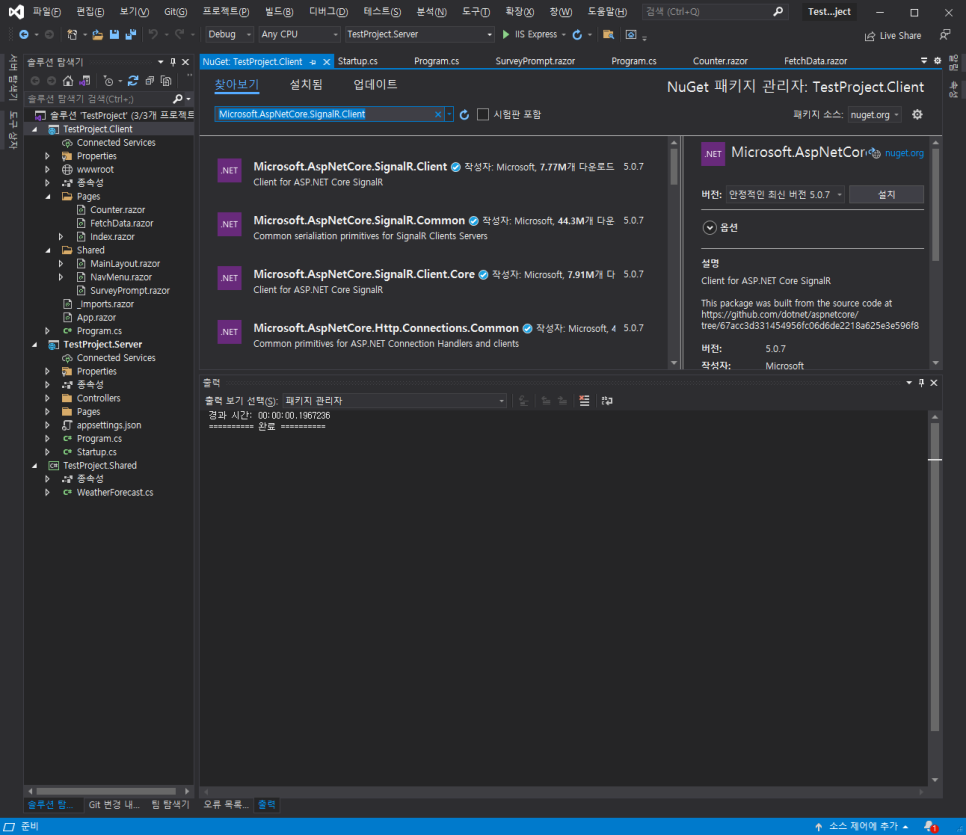 파일(F) 편집(E) 보기(V) Git(G) 프로젝트(P) 빌드(B) 디버그(D) 테스트(S) 분석(N) 도구(T) 확장(X) 창(W) 도움말(H) 검색 (Ctrl+Q) Test...ject
Debug Any CPU TestProject.Server IIS Express Live Share
서버 탐색기
도구 상자
솔루션 탐색기
솔루션 탐색기 검색(Ctrl+;)
솔루션 'TestProject' (3/3개 프로젝트
TestProject.Client
Connected Services
Properties
wwwroot
종속성
Pages
Counter.razor
FetchData.razor
Index.razor
Shared
MainLayout.razor
NavMenu.razor
SurveyPrompt.razor
_Imports.razor
App.razor
Program.cs
TestProject.Server
Connected Services
Properties
종속성
Controllers
Pages
appsettings.json
Program.cs
Startup.cs
TestProject.Shared
종속성
WeatherForecast.cs
솔루션 탐... Git 변경 내... 팀 탐색기
NuGet: TestProject.Client Startup.cs Program.cs SurveyPrompt.razor Program.cs Counter.razor FetchData.razor
찾아보기 설치됨 업데이트
NuGet 패키지 관리자: TestProject.Client
Microsoft.AspNetCore.SignalR.Client 시험판 포함
패키지 소스: nuget.org
.NET Microsoft.AspNetCore.SignalR.Client 작성자: Microsoft, 7.77M개 다운로드 5.0.7
Client for ASP.NET Core SignalR
.NET Microsoft.AspNetCore.SignalR.Common 작성자: Microsoft, 44.3M개 다운 5.0.7
Common serialiation primitives for SignalR Clients Servers
.NET Microsoft.AspNetCore.SignalR.Client.Core 작성자: Microsoft, 7.91M개 다 5.0.7
Client for ASP.NET Core SignalR
.NET Microsoft.AspNetCore.Http.Connections.Common 작성자: Microsoft, 4 5.0.7
Common primitives for ASP.NET Connection Handlers and clients
.NET Microsoft.AspNetCor nuget.org
버전: 안정적인 최신 버전 5.0.7 설치
옵션
설명
Client for ASP.NET Core SignalR
This package was built from the source code at
https://github.com/dotnet/aspnetcore/
tree/67acc3d331454956fc06d6de2218a625e3e596f8
버전: 5.0.7
작성자: Microsoft
알림
속성
출력
출력 보기 선택(S): 패키지 관리자
경과 시간: 00:00:00.1967236
========== 완료 ==========
오류 목록... 출력
준비 소스 제어에 추가 1